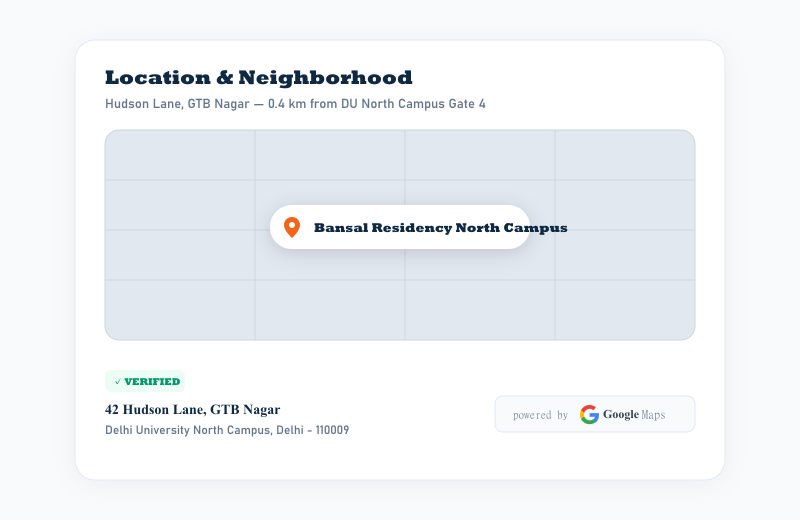 Location & Neighborhood
Hudson Lane, GTB Nagar — 0.4 km from DU North Campus Gate 4
Bansal Residency North Campus
✓ VERIFIED
42 Hudson Lane, GTB Nagar
Delhi University North Campus, Delhi - 110009
powered by Google Maps